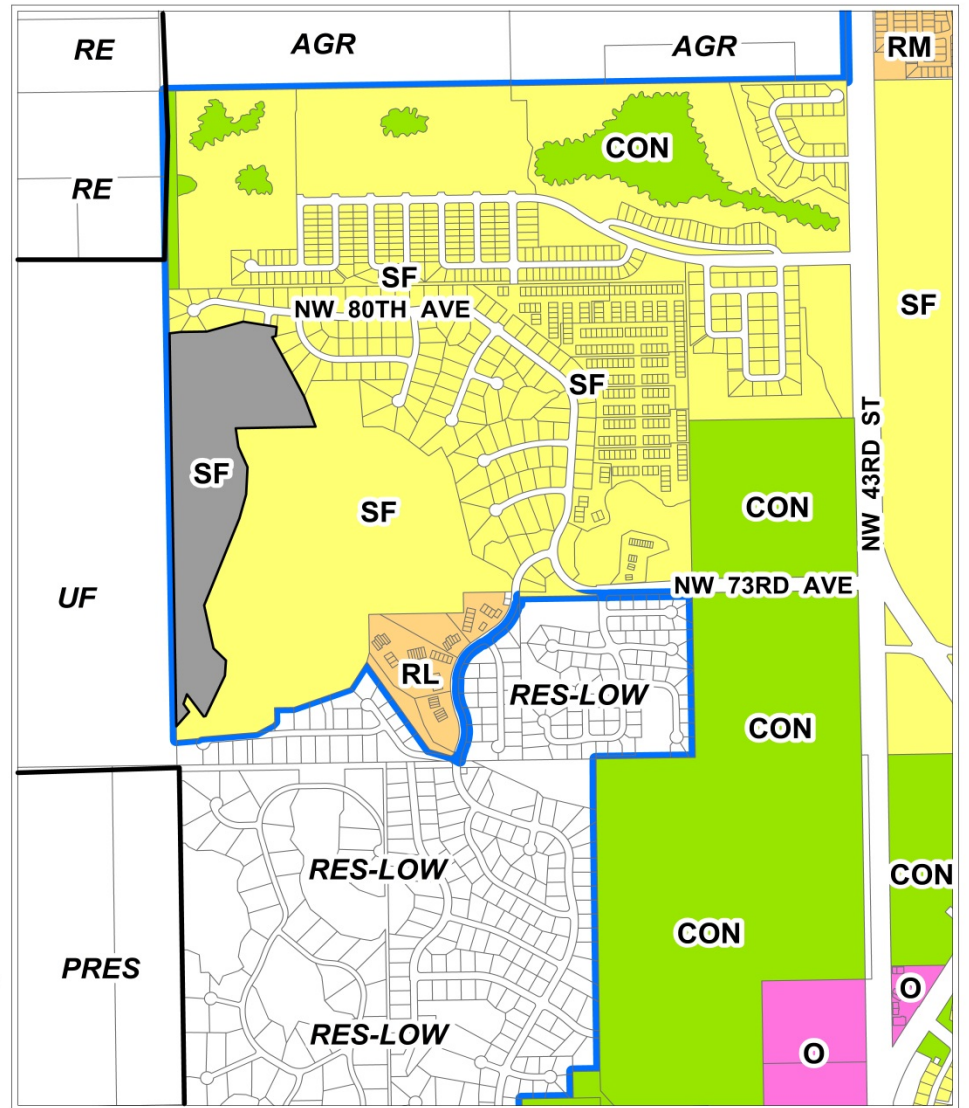 RE
AGR
AGR
RM
CON
RE
SF
SF
NW 80TH AVE
SF
NW 43RD ST
SF
SF
CON
UF
NW 73RD AVE
RL
RES-LOW
CON
RES-LOW
CON
CON
PRES
O
RES-LOW
O